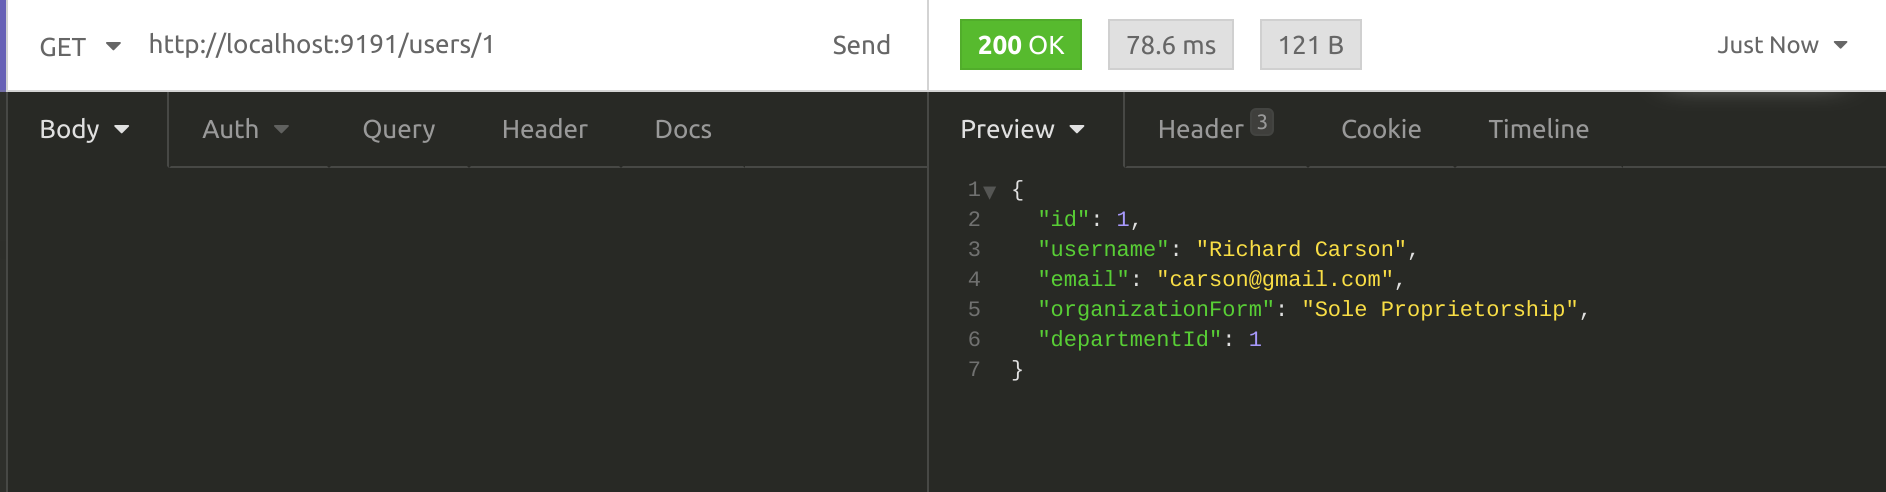 GET http://localhost:9191/users/1 Send 200 OK 78.6 ms 121 B Just Now
Body Auth Query Header Docs Preview Header 3 Cookie Timeline
1 {
2 "id": 1,
3 "username": "Richard Carson",
4 "email": "carson@gmail.com",
5 "organizationForm": "Sole Proprietorship",
6 "departmentId": 1
7 }